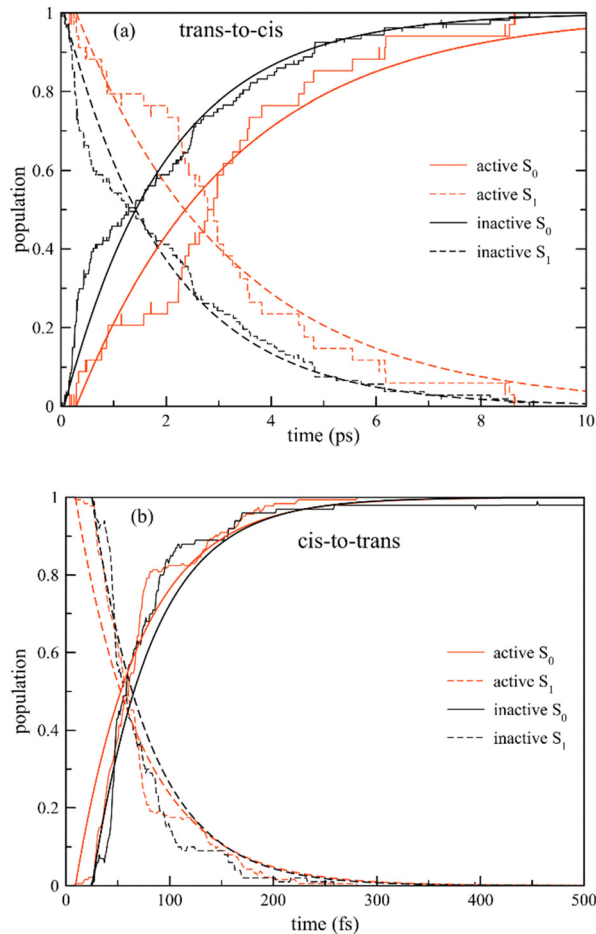 (a) trans-to-cis
population
1
0.8
0.6
0.4
0.2
0
active S0
active S1
inactive S0
inactive S1
0 2 4 6 8 10
time (ps)
(b)
cis-to-trans
population
1
0.8
0.6
0.4
0.2
0
active S0
active S1
inactive S0
inactive S1
0 100 200 300 400 500
time (fs)